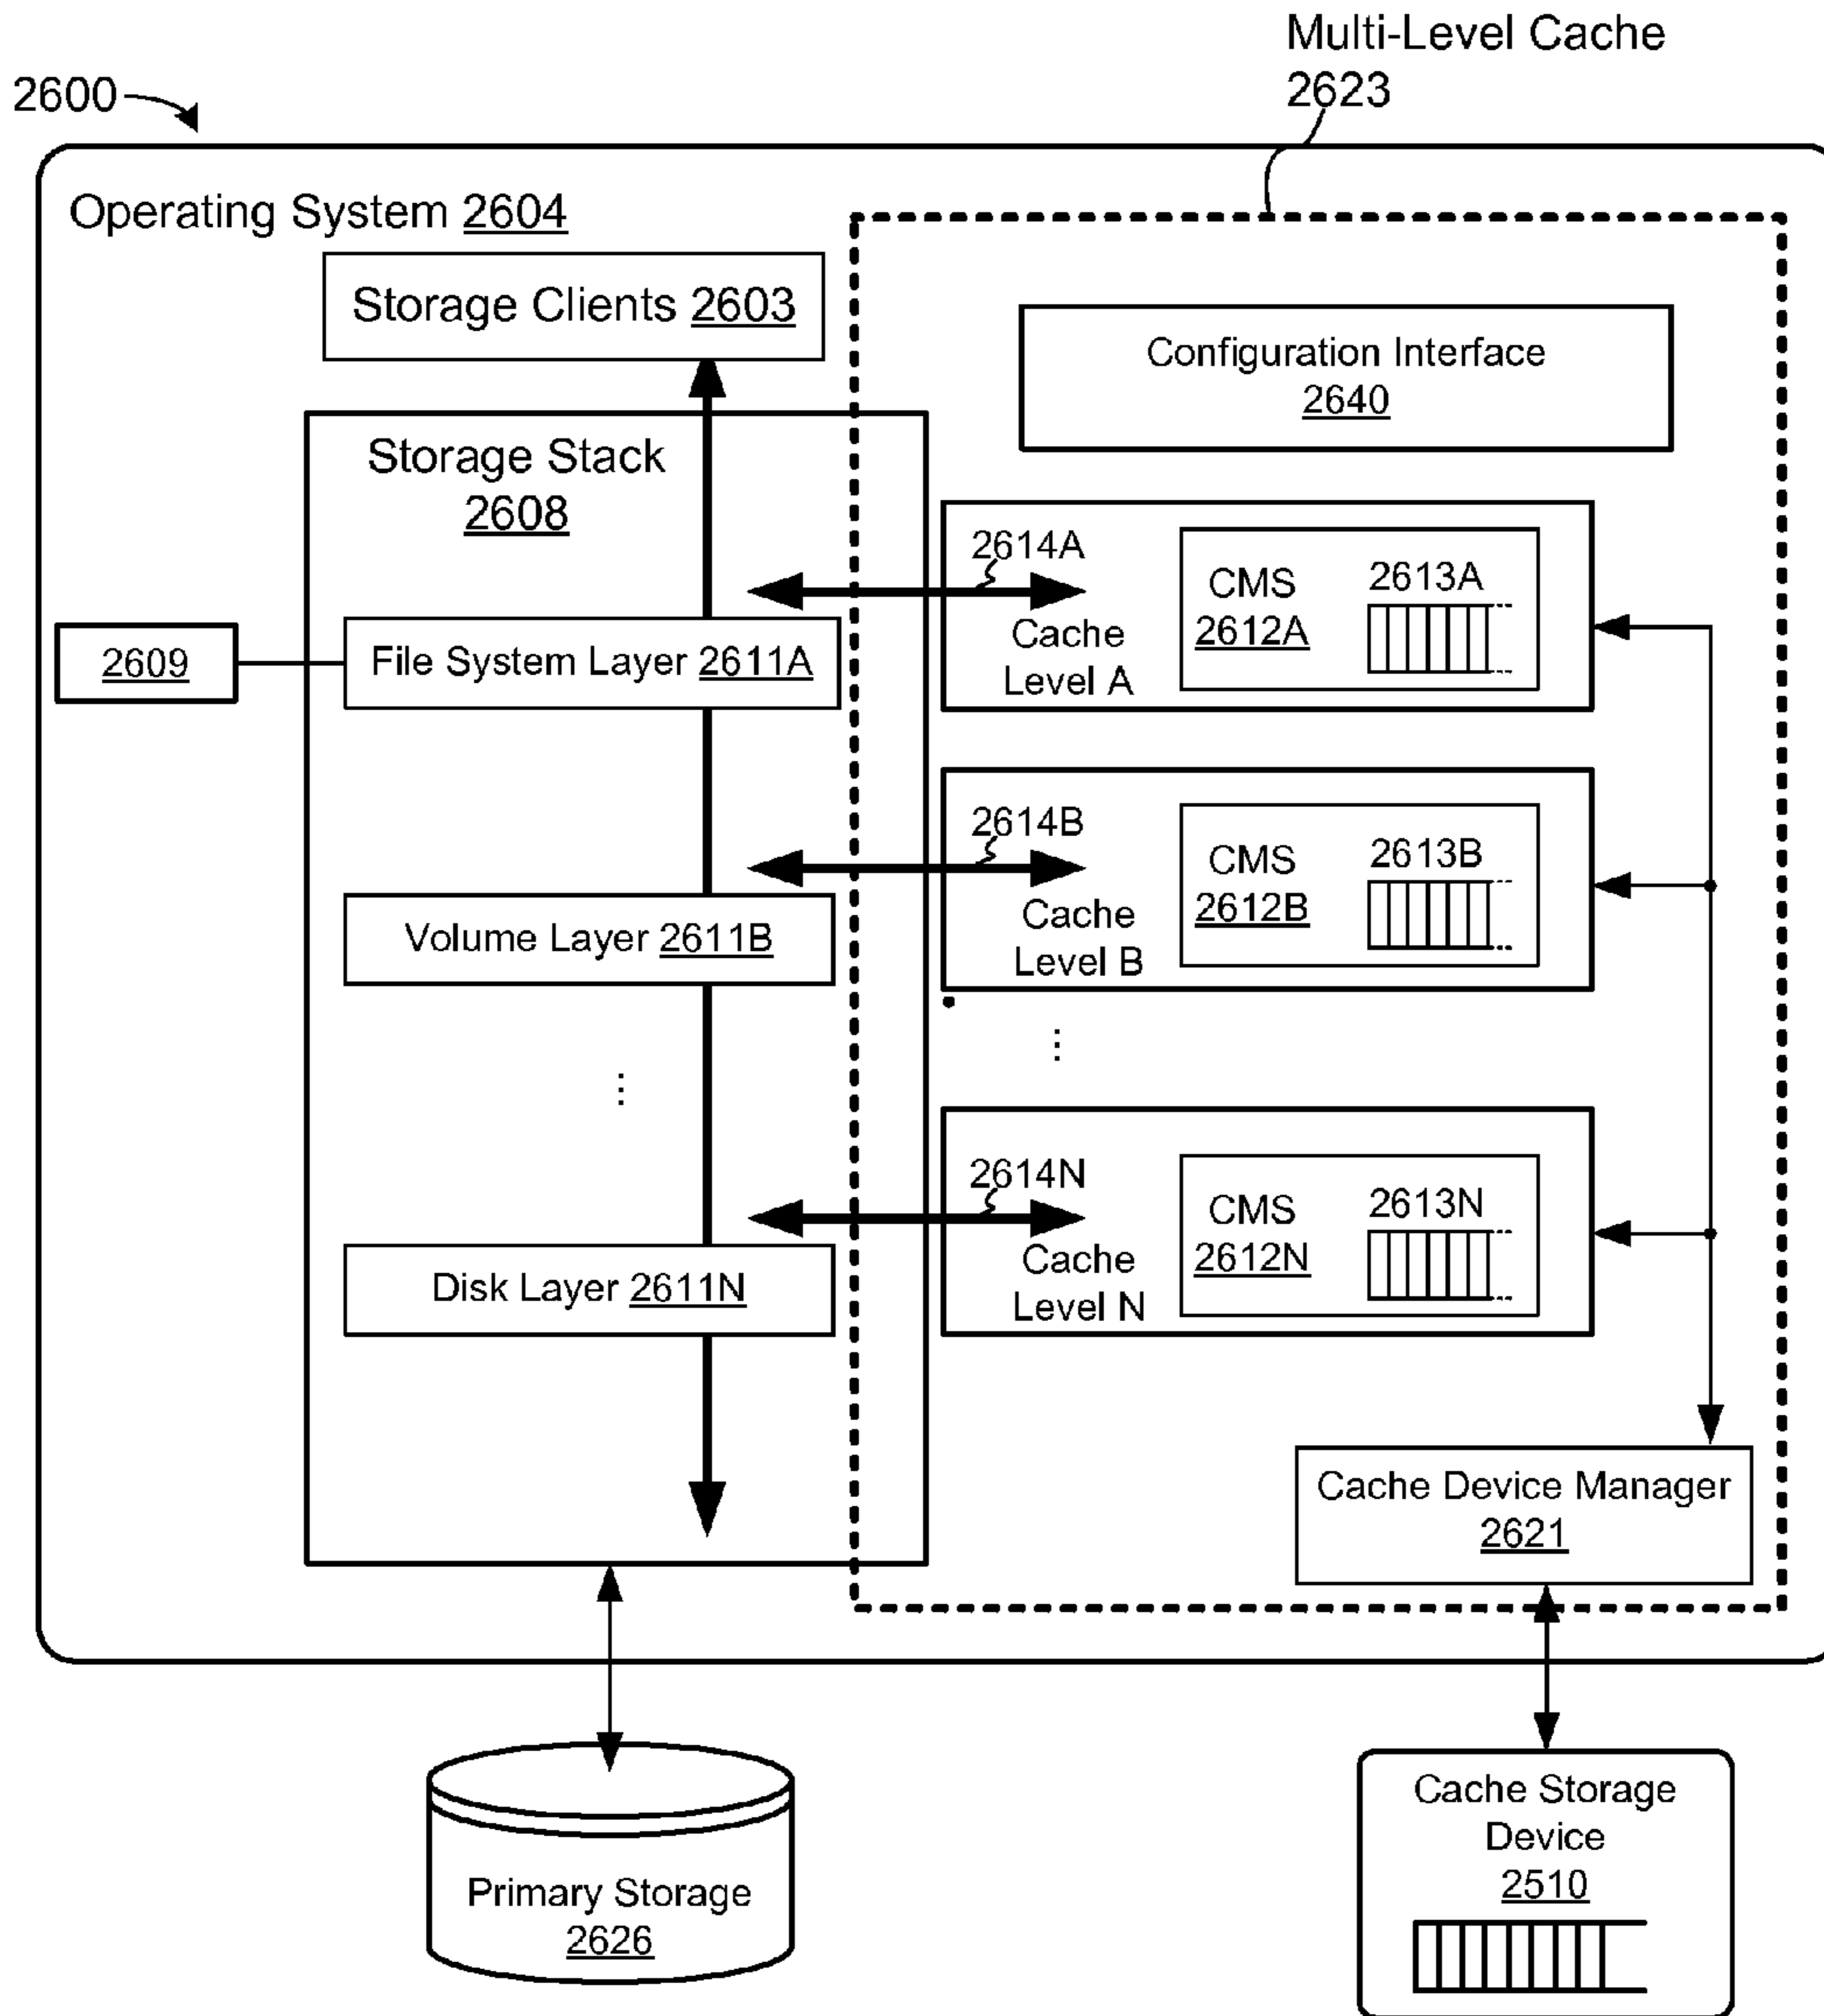 Multi-Level Cache
2623
2600
Operating System 2604
Storage Clients 2603
Configuration Interface
2640
Storage Stack
2608
2614A
Cache
Level A
CMS
2612A
2613A
2609
File System Layer 2611A
2614B
Cache
Level B
CMS
2612B
2613B
Volume Layer 2611B
⋮
⋮
2614N
Cache
Level N
CMS
2612N
2613N
Disk Layer 2611N
Cache Device Manager
2621
Primary Storage
2626
Cache Storage
Device
2510